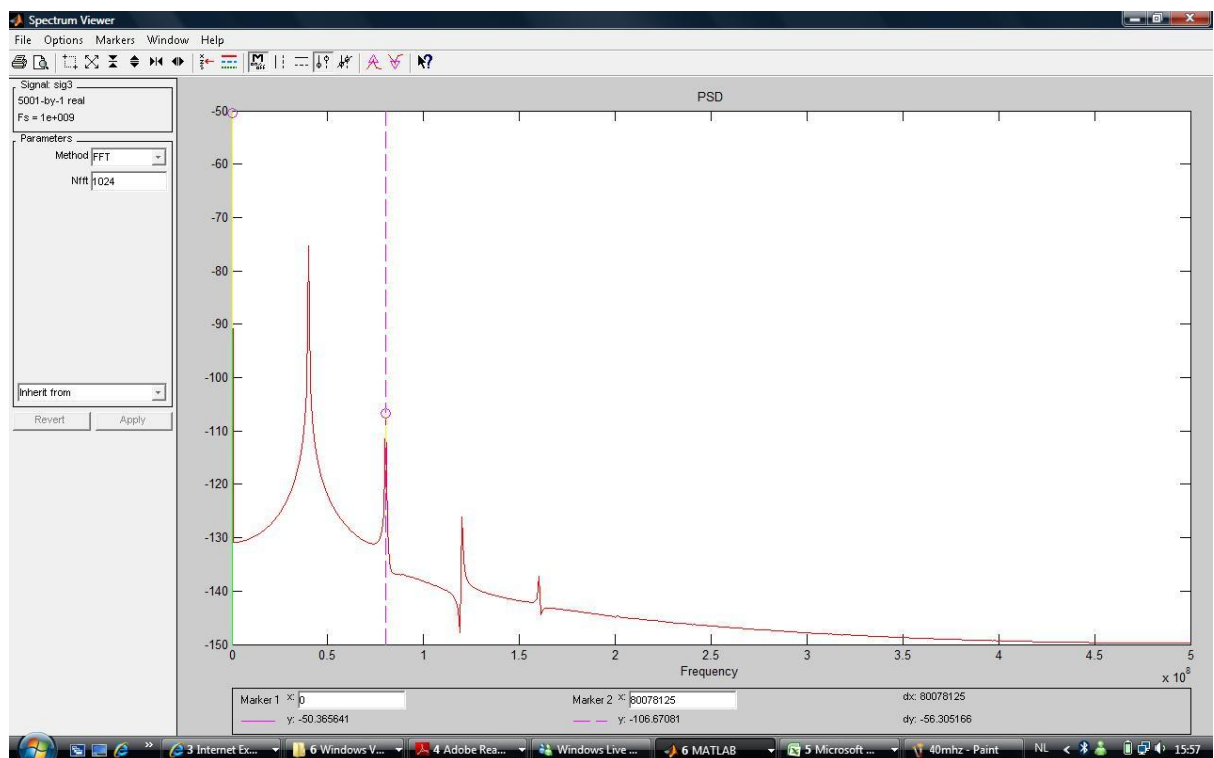 Spectrum Viewer
File Options Markers Window Help
Signal: sig3
5001-by-1 real
Fs = 1e+009
Parameters
Method FFT
Nfft 1024
Inherit from
Revert Apply
PSD
-50
-60
-70
-80
-90
-100
-110
-120
-130
-140
-150
0 0.5 1 1.5 2 2.5 3 3.5 4 4.5 5
Frequency
x 10^8
Marker 1 x: 0 Marker 2 x: 80078125 dx: 80078125
y: -50.365641 y: -106.67081 dy: -56.305166
3 Internet Ex... 6 Windows V... 4 Adobe Rea... Windows Live ... 6 MATLAB 5 Microsoft ... 40mhz - Paint NL 15:57